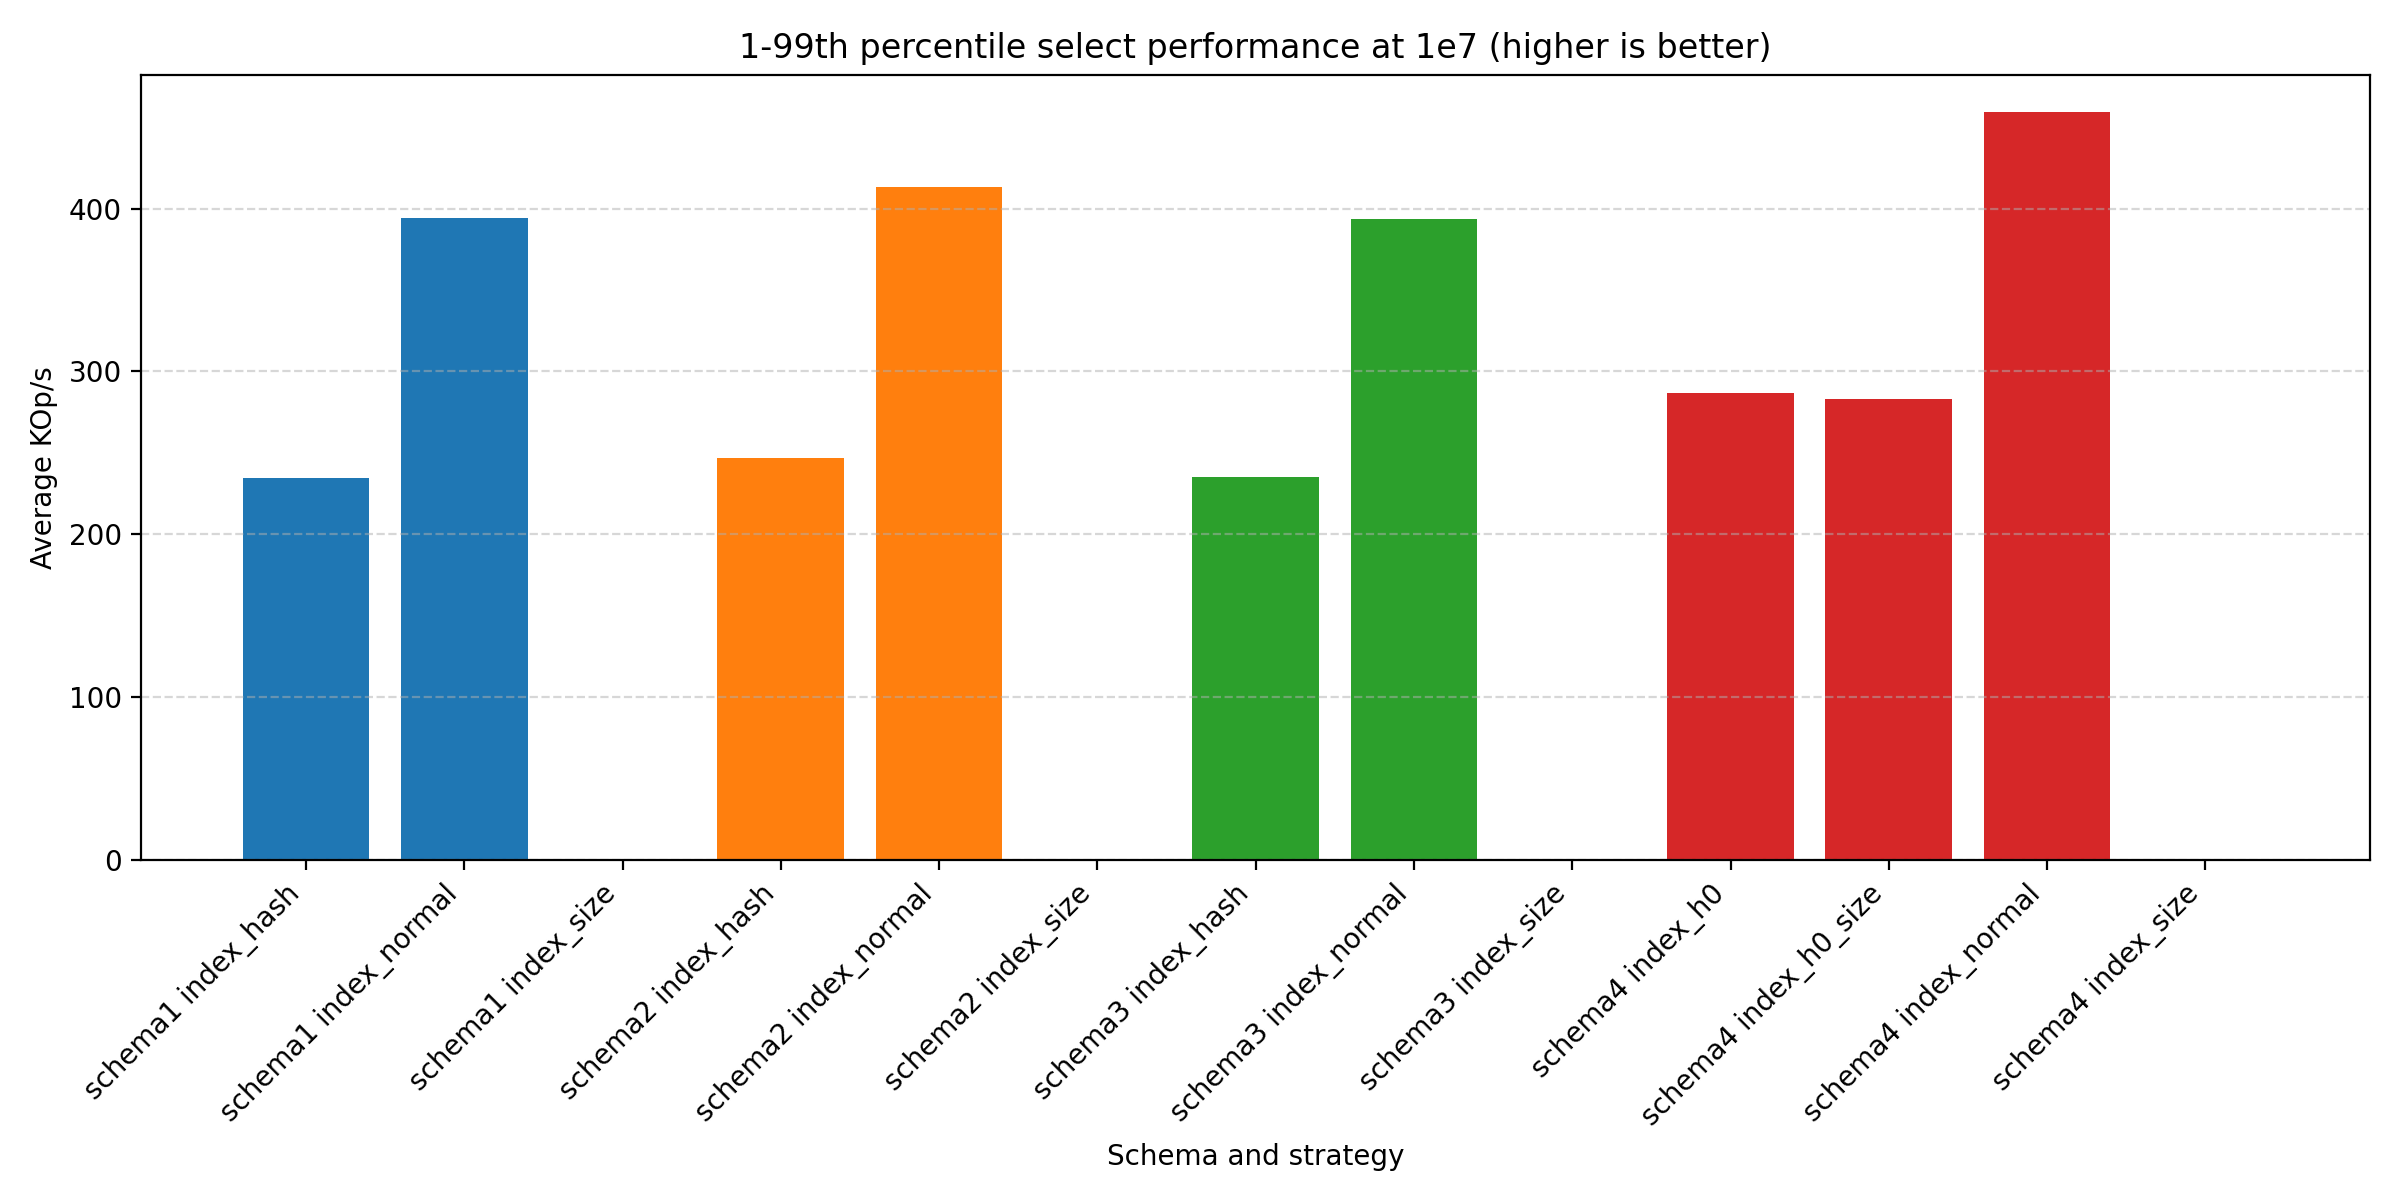 1-99th percentile select performance at 1e7 (higher is better)
Average KOp/s
400
300
200
100
0
schema1 index_hash
schema1 index_normal
schema1 index_size
schema2 index_hash
schema2 index_normal
schema2 index_size
schema3 index_hash
schema3 index_normal
schema3 index_size
schema4 index_h0
schema4 index_h0_size
schema4 index_normal
schema4 index_size
Schema and strategy